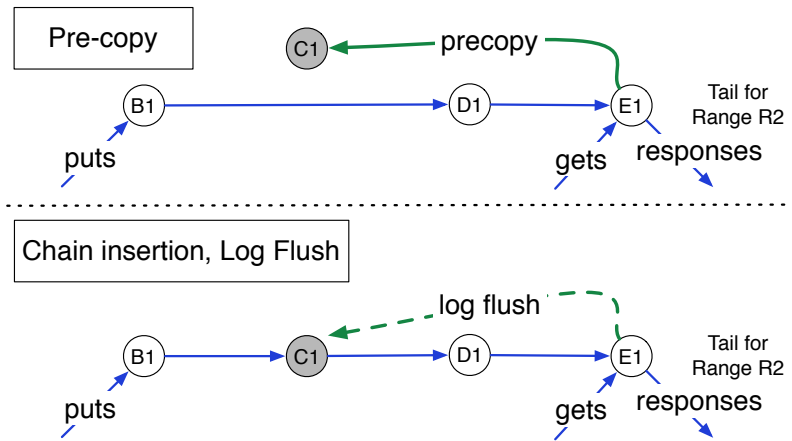 Pre-copy
C1
precopy
B1
D1
E1
Tail for
Range R2
puts
gets
responses
Chain insertion, Log Flush
log flush
B1
C1
D1
E1
Tail for
Range R2
puts
gets
responses